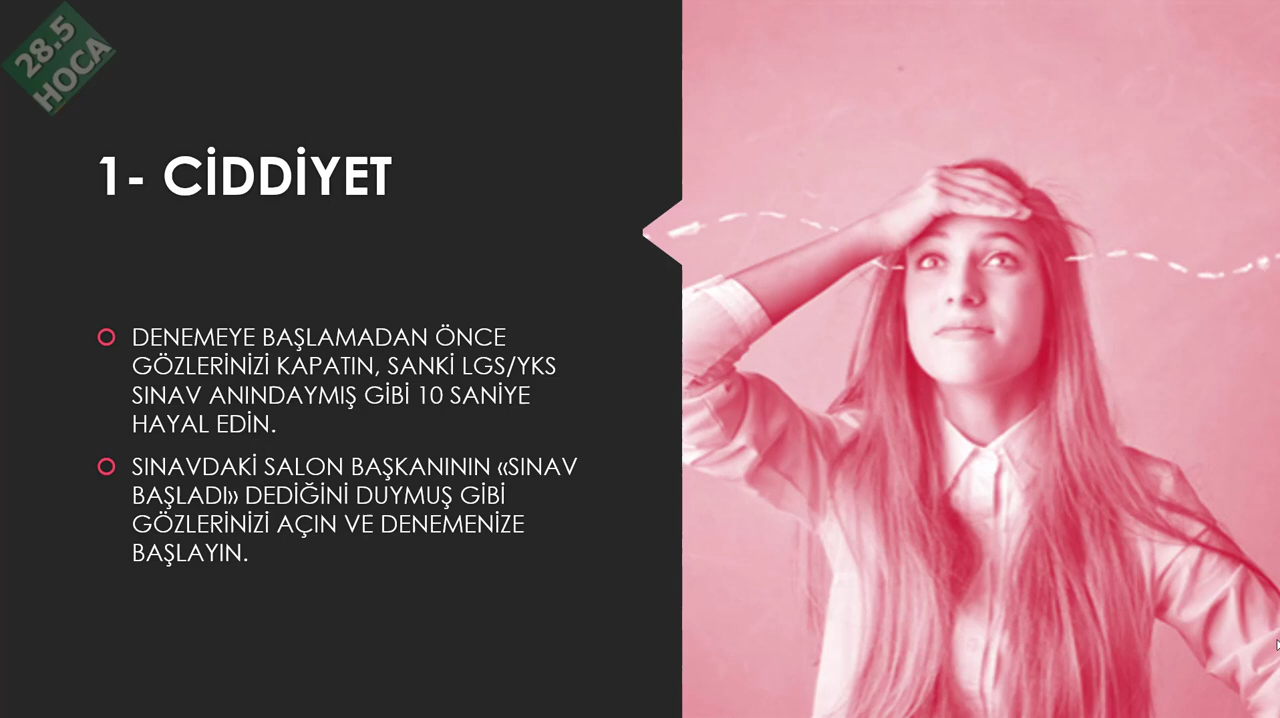 28.5
HOCA
1- CİDDİYET
DENEMEYE BAŞLAMADAN ÖNCE
GÖZLERİNİZİ KAPATIN, SANKİ LGS/YKS
SINAV ANINDAYMIŞ GİBİ 10 SANİYE
HAYAL EDİN.
SINAVDAKİ SALON BAŞKANININ «SINAV
BAŞLADI» DEDİĞİNİ DUYMUŞ GİBİ
GÖZLERİNİZİ AÇIN VE DENEMENİZE
BAŞLAYIN.